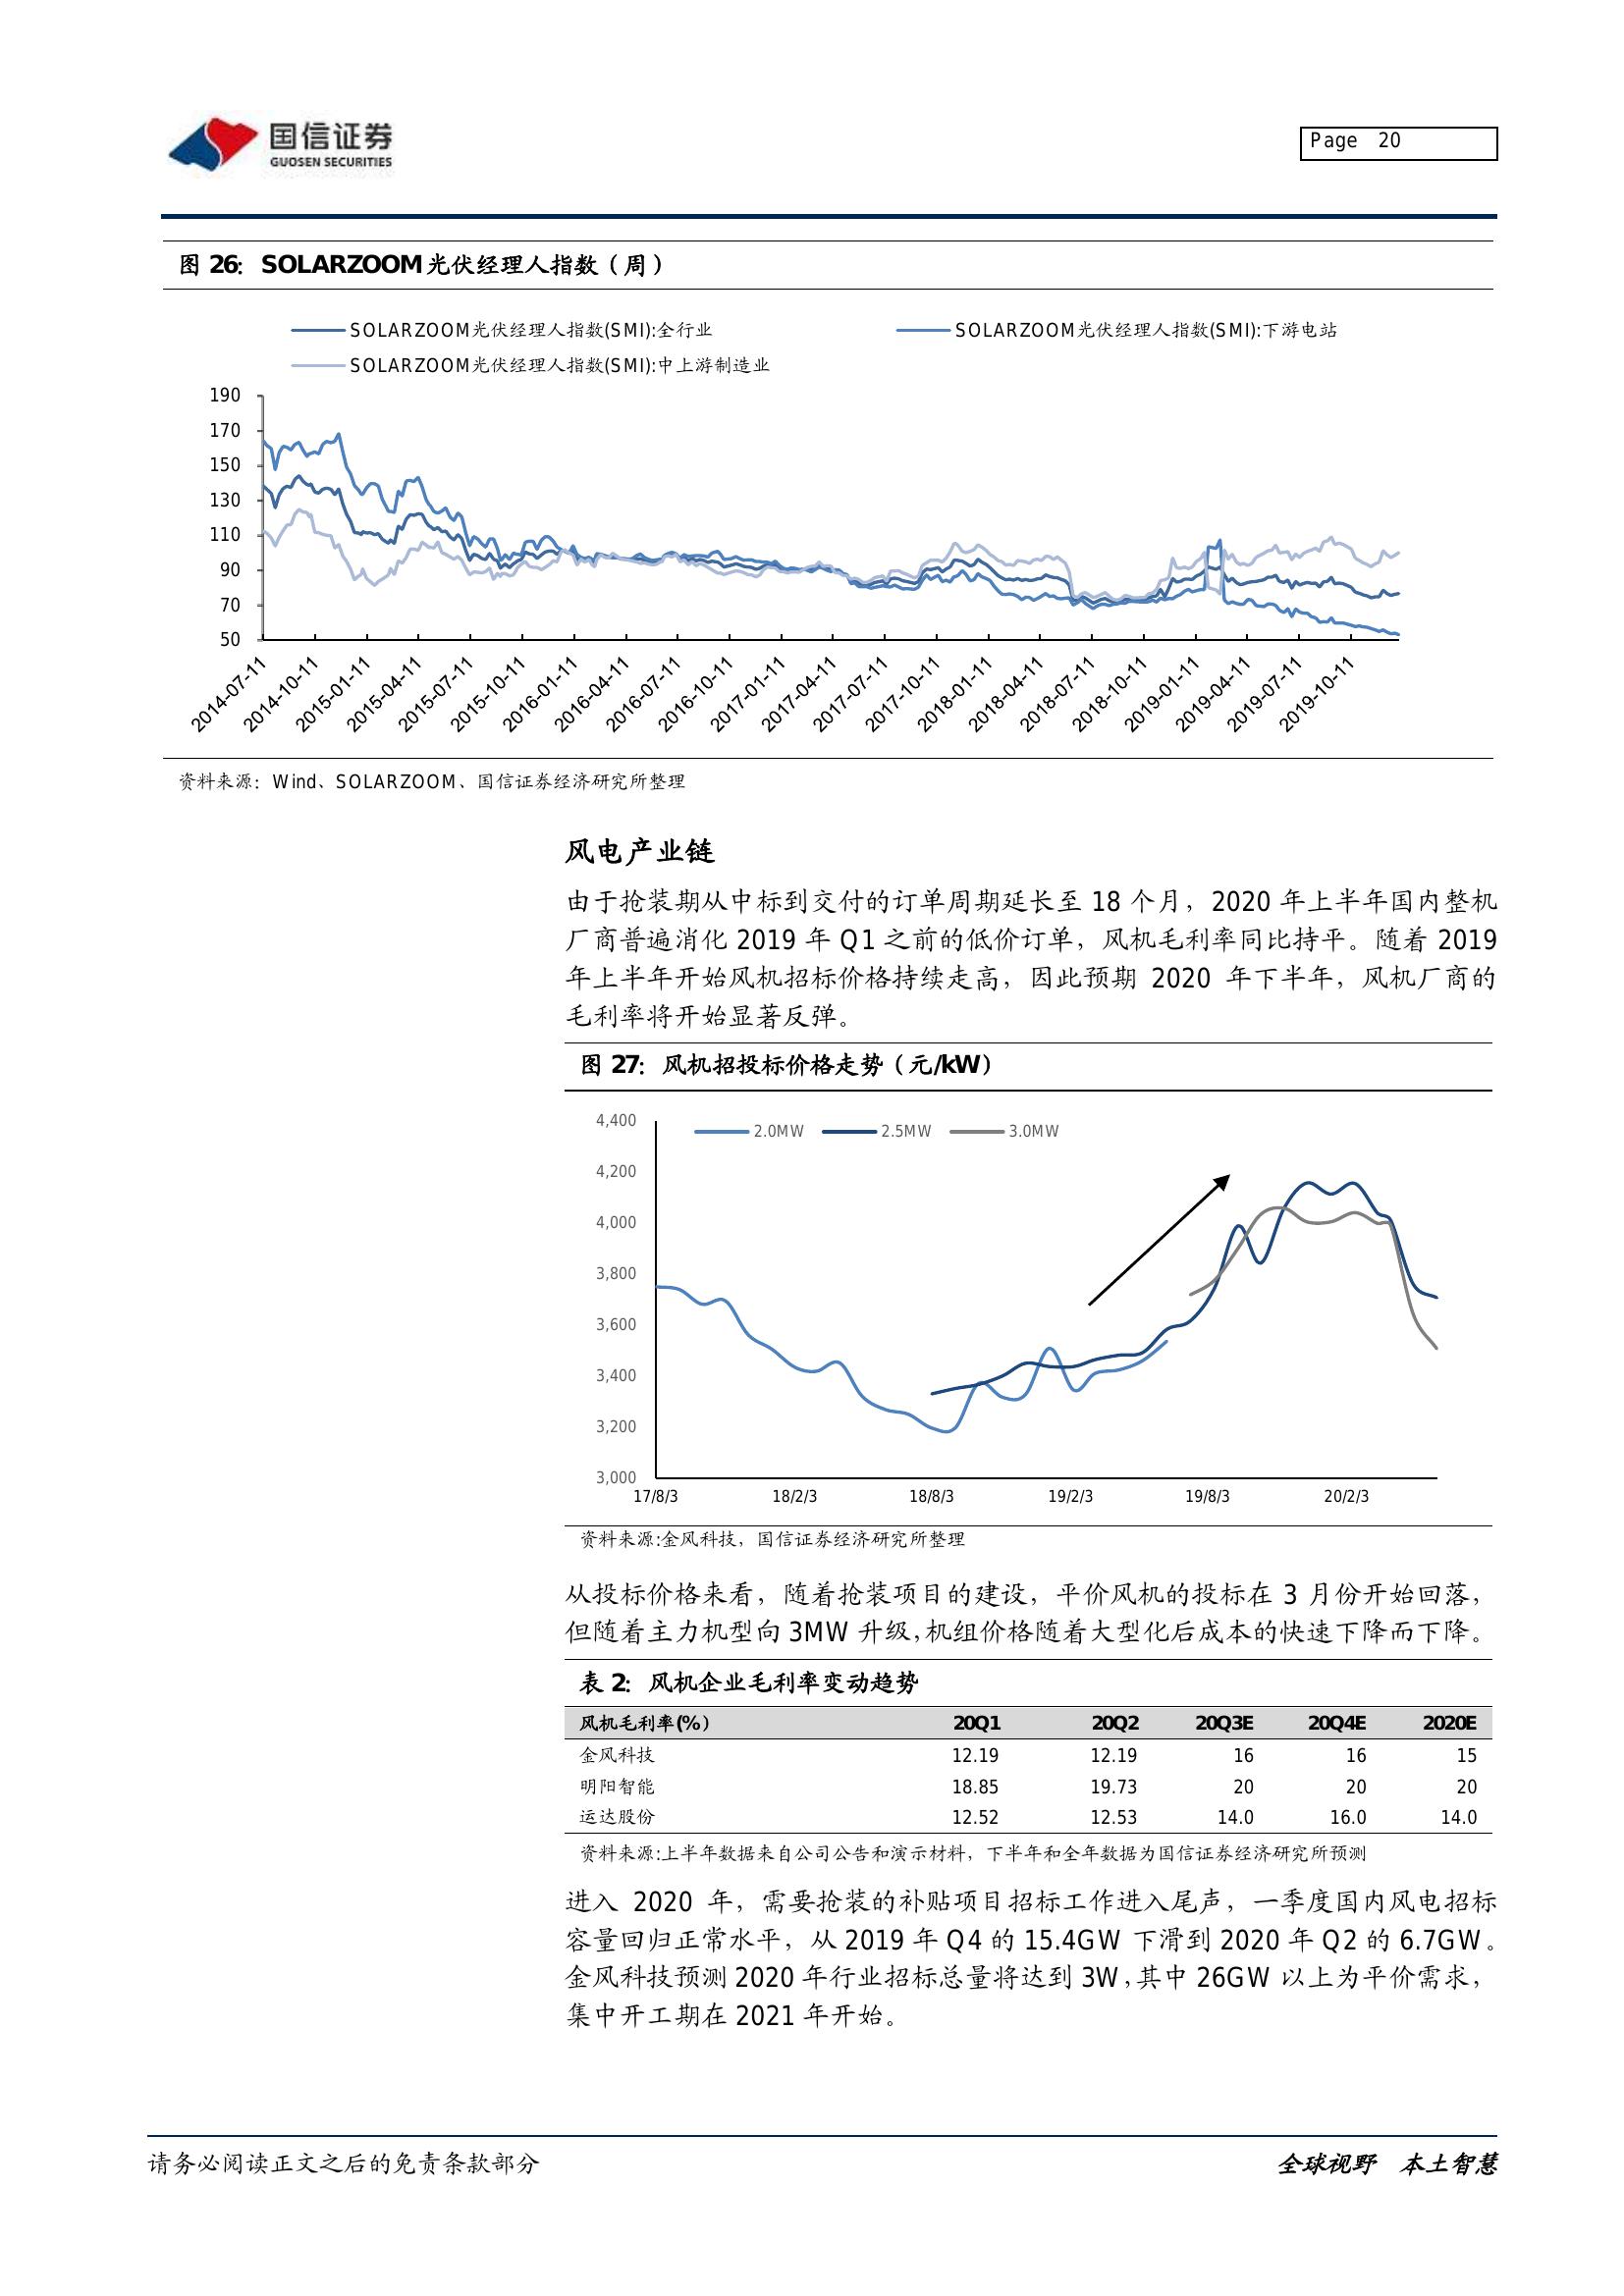 国信证券
GUOSEN SECURITIES
Page 20
图 26：SOLARZOOM 光伏经理人指数（周）
SOLARZOOM光伏经理人指数(SMI):全行业
SOLARZOOM光伏经理人指数(SMI):下游电站
SOLARZOOM光伏经理人指数(SMI):中上游制造业
190
170
150
130
110
90
70
50
2014-07-11 2014-10-11 2015-01-11 2015-04-11 2015-07-11 2015-10-11 2016-01-11 2016-04-11 2016-07-11 2016-10-11 2017-01-11 2017-04-11 2017-07-11 2017-10-11 2018-01-11 2018-04-11 2018-07-11 2018-10-11 2019-01-11 2019-04-11 2019-07-11 2019-10-11
资料来源：Wind、SOLARZOOM、国信证券经济研究所整理
风电产业链
由于抢装期从中标到交付的订单周期延长至 18 个月，2020 年上半年国内整机
厂商普遍消化 2019 年 Q1 之前的低价订单，风机毛利率同比持平。随着 2019
年上半年开始风机招标价格持续走高，因此预期 2020 年下半年，风机厂商的
毛利率将开始显著反弹。
图 27：风机招投标价格走势（元/kW）
2.0MW 2.5MW 3.0MW
4,400
4,200
4,000
3,800
3,600
3,400
3,200
3,000
17/8/3 18/2/3 18/8/3 19/2/3 19/8/3 20/2/3
资料来源:金风科技，国信证券经济研究所整理
从投标价格来看，随着抢装项目的建设，平价风机的投标在 3 月份开始回落，
但随着主力机型向 3MW 升级，机组价格随着大型化后成本的快速下降而下降。
表 2：风机企业毛利率变动趋势
风机毛利率(%） 20Q1 20Q2 20Q3E 20Q4E 2020E
金风科技 12.19 12.19 16 16 15
明阳智能 18.85 19.73 20 20 20
运达股份 12.52 12.53 14.0 16.0 14.0
资料来源:上半年数据来自公司公告和演示材料，下半年和全年数据为国信证券经济研究所预测
进入 2020 年，需要抢装的补贴项目招标工作进入尾声，一季度国内风电招标
容量回归正常水平，从 2019 年 Q4 的 15.4GW 下滑到 2020 年 Q2 的 6.7GW。
金风科技预测 2020 年行业招标总量将达到 3W，其中 26GW 以上为平价需求，
集中开工期在 2021 年开始。
请务必阅读正文之后的免责条款部分
全球视野 本土智慧